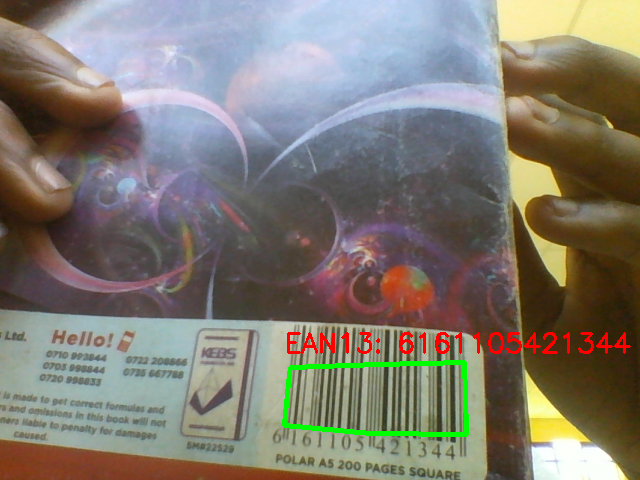 s Ltd. Hello!
0710 993844 0722 208866
0703 998844 0735 667788
0720 998833
is made to get correct formulas and
es and omissions in this book will not
ners liable to penalty for damages
caused.
KEBS
SM#22529
EAN13: 6161105421344
6 161105 421344
POLAR A5 200 PAGES SQUARE